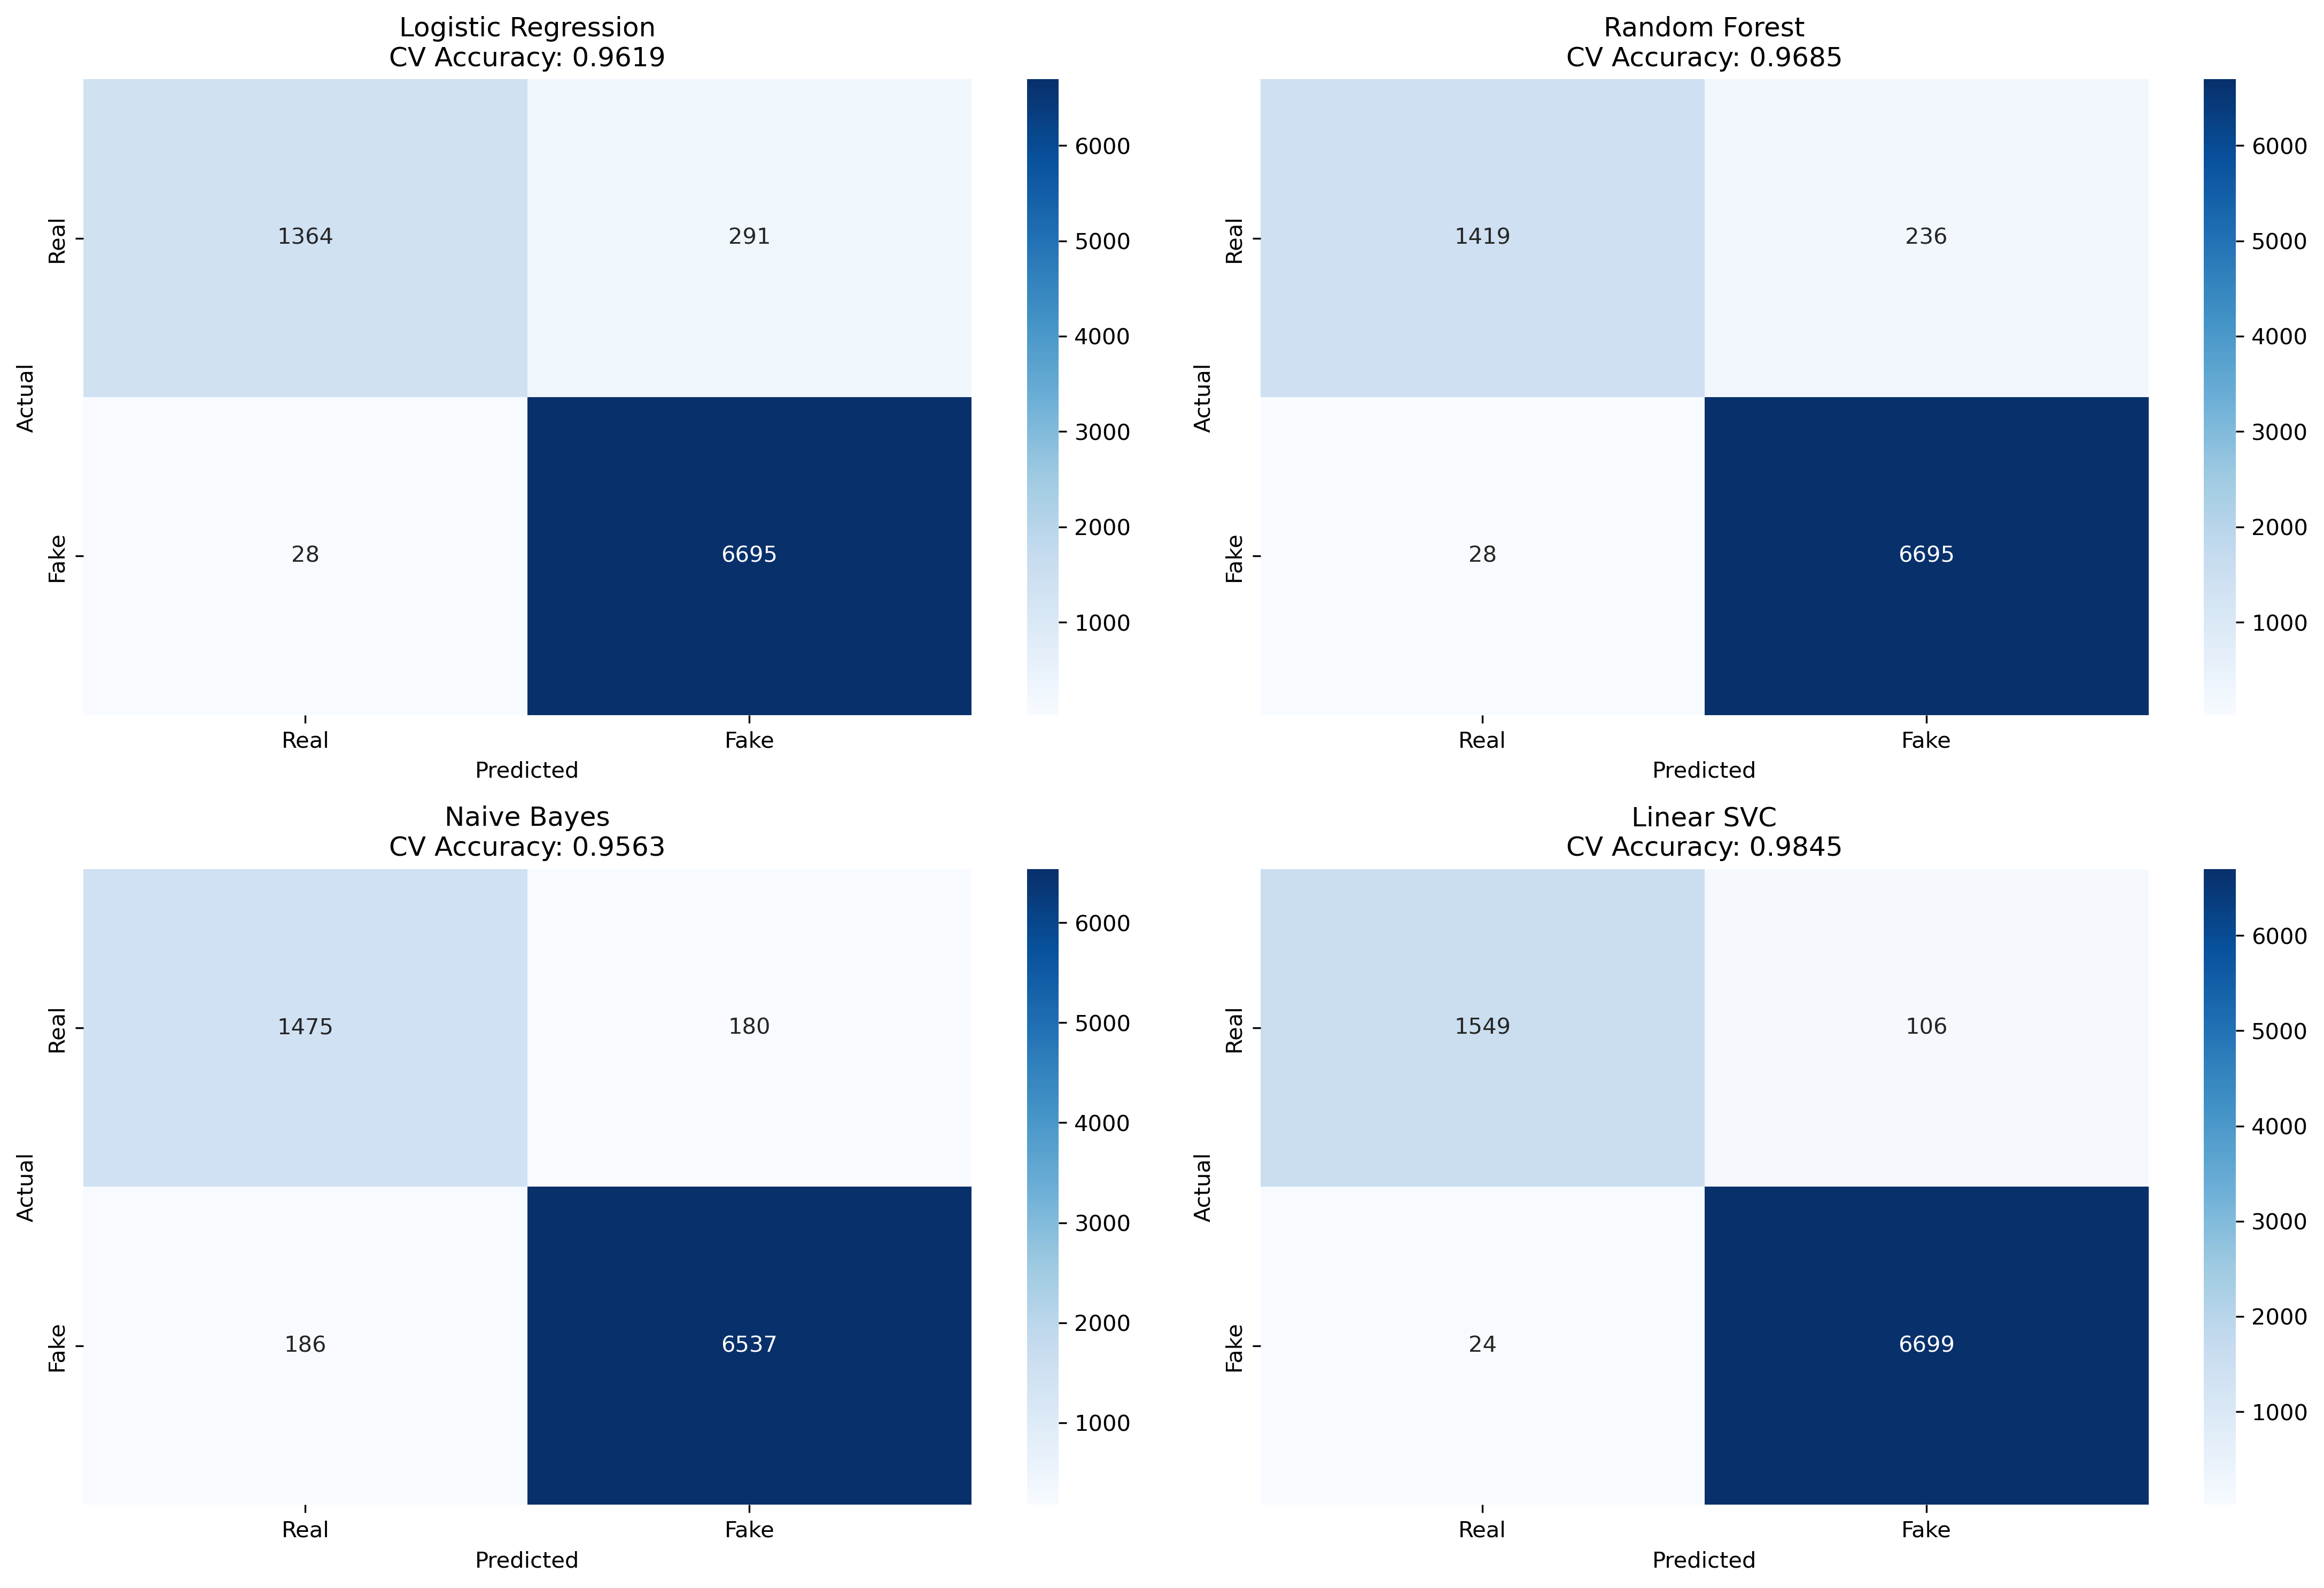 Logistic Regression
CV Accuracy: 0.9619
Real
1364
291
Actual
Fake
28
6695
Real
Fake
Predicted
6000
5000
4000
3000
2000
1000
Random Forest
CV Accuracy: 0.9685
Real
1419
236
Actual
Fake
28
6695
Real
Fake
Predicted
6000
5000
4000
3000
2000
1000
Naive Bayes
CV Accuracy: 0.9563
Real
1475
180
Actual
Fake
186
6537
Real
Fake
Predicted
6000
5000
4000
3000
2000
1000
Linear SVC
CV Accuracy: 0.9845
Real
1549
106
Actual
Fake
24
6699
Real
Fake
Predicted
6000
5000
4000
3000
2000
1000